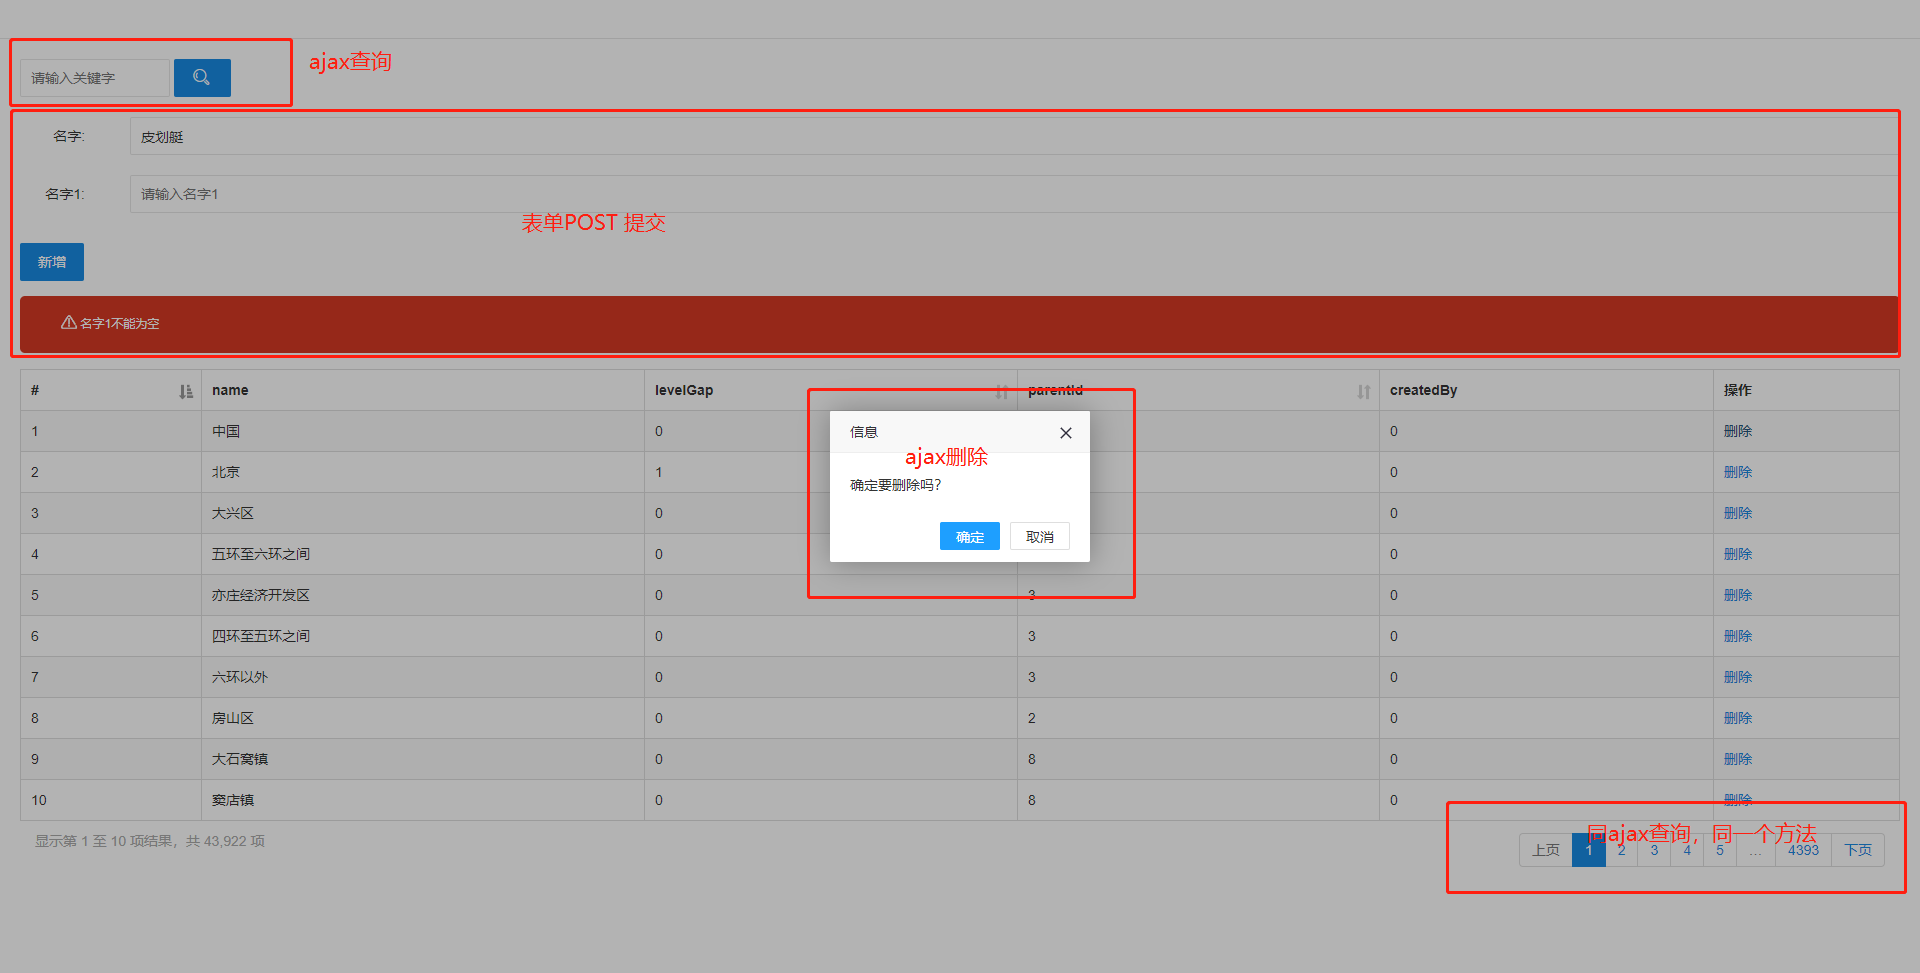 请输入关键字
ajax查询
名字:
皮划艇
名字1:
请输入名字1
表单POST 提交
新增
名字1不能为空
# name levelGap parentId createdBy 操作
1 中国 0 0 删除
2 北京 1 0 删除
3 大兴区 0 0 删除
4 五环至六环之间 0 0 删除
5 亦庄经济开发区 0 3 0 删除
6 四环至五环之间 0 3 0 删除
7 六环以外 0 3 0 删除
8 房山区 0 2 0 删除
9 大石窝镇 0 8 0 删除
10 窦店镇 0 8 0 删除
信息
ajax删除
确定要删除吗?
确定 取消
显示第 1 至 10 项结果，共 43,922 项
同ajax查询，同一个方法
上页 1 2 3 4 5 … 4393 下页